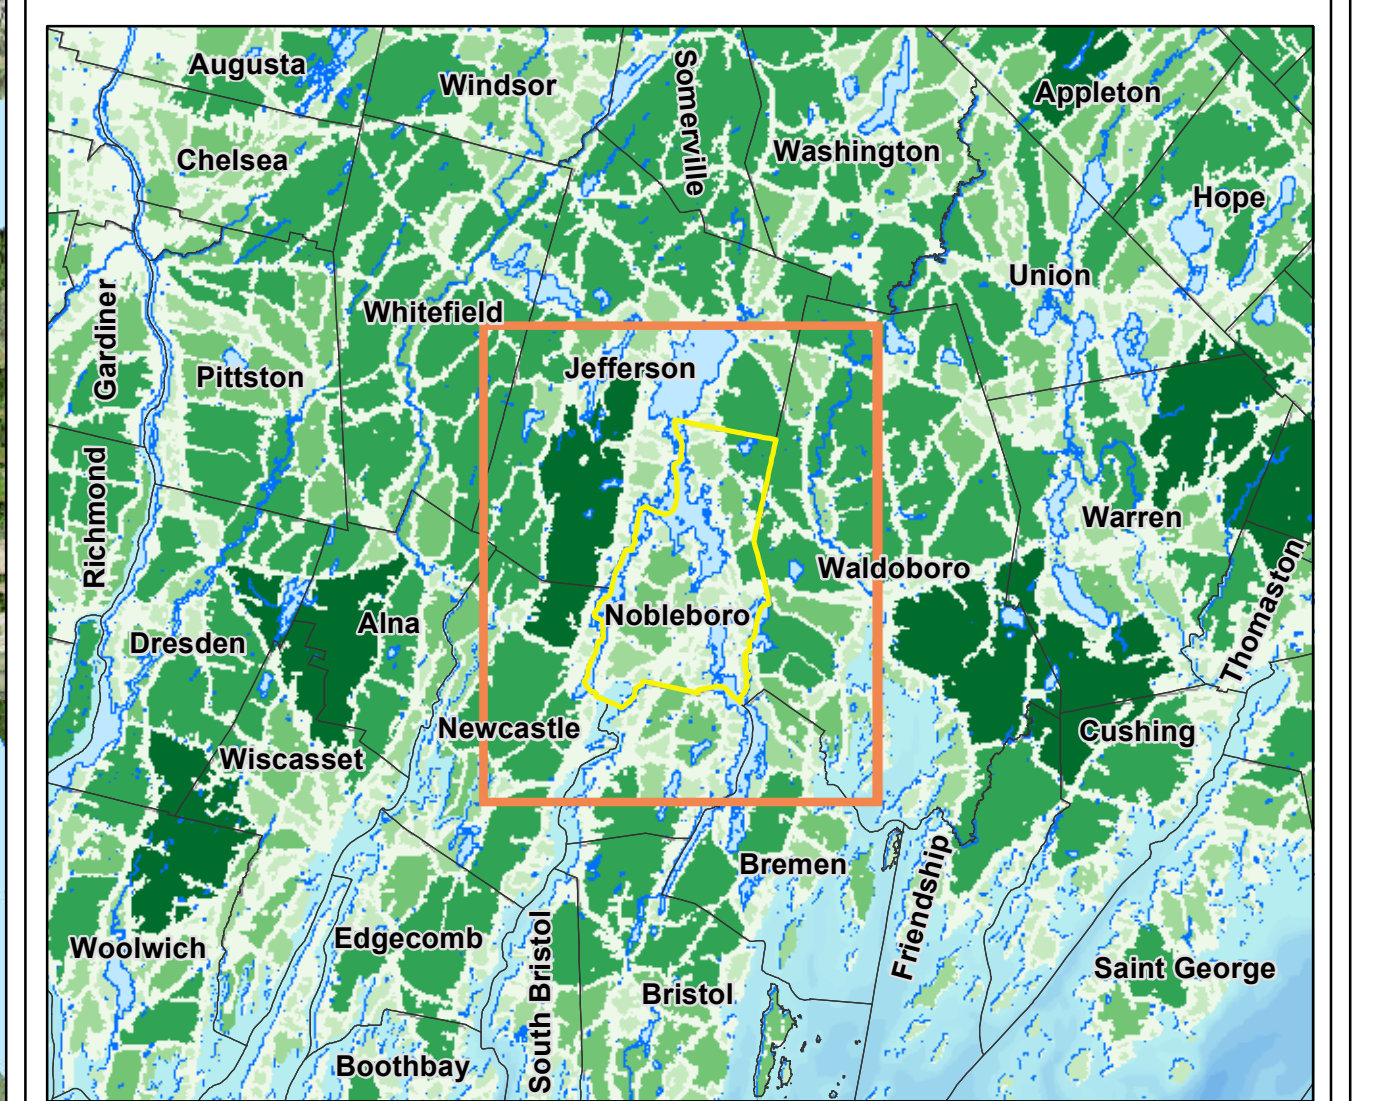 Augusta
Windsor
Somerville
Appleton
Chelsea
Washington
Hope
Union
Gardiner
Whitefield
Pittston
Jefferson
Richmond
Warren
Waldoboro
Thomaston
Nobleboro
Alna
Dresden
Newcastle
Cushing
Wiscasset
Bremen
Friendship
Woolwich
Edgecomb
South Bristol
Saint George
Bristol
Boothbay